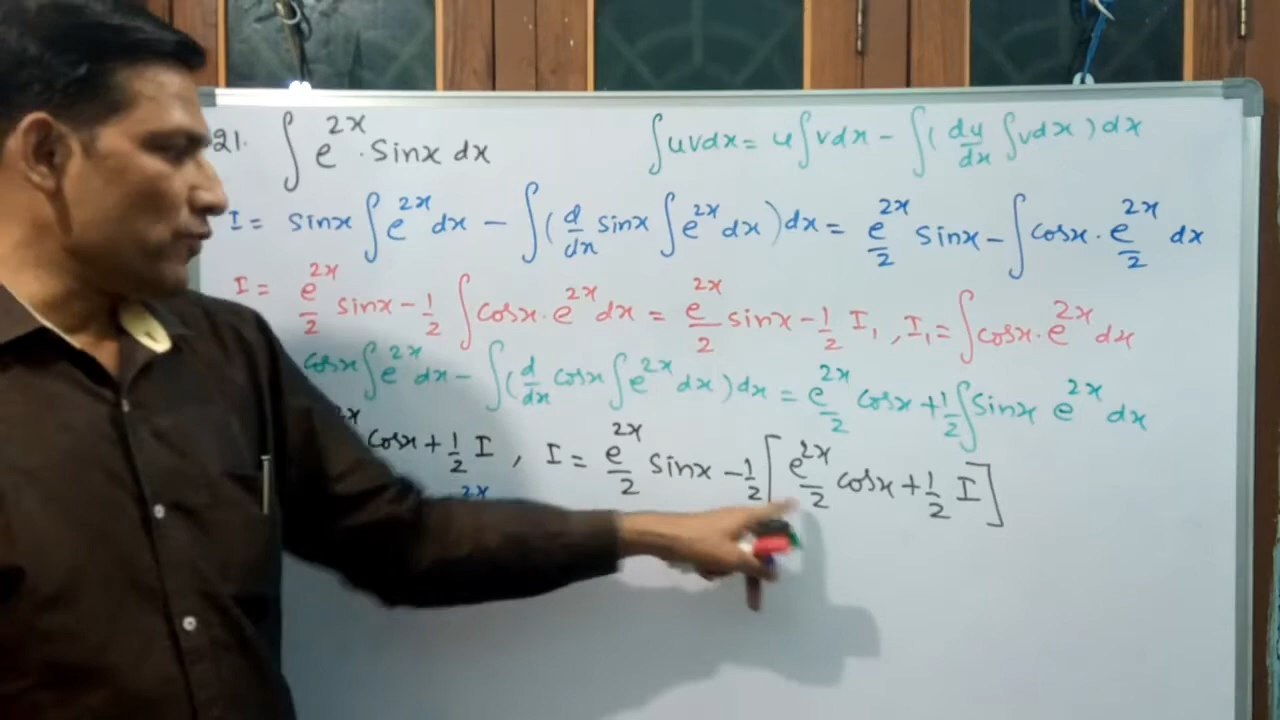 21. ∫ e^{2x} · Sinx dx
∫uvdx = u∫vdx − ∫(du/dx ∫vdx)dx
I = sinx ∫e^{2x}dx − ∫(d/dx sinx ∫e^{2x}dx)dx = e^{2x}/2 sinx − ∫cosx · e^{2x}/2 dx
I = e^{2x}/2 sinx − 1/2 ∫cosx · e^{2x}dx = e^{2x}/2 sinx − 1/2 I₁ , I₁ = ∫cosx · e^{2x}dx
cosx∫e^{2x}dx − ∫(d/dx cosx ∫e^{2x}dx)dx = e^{2x}/2 cosx + 1/2 ∫Sinx e^{2x} dx
2x cosx + 1/2 I , I = e^{2x}/2 sinx − 1/2 [e^{2x}/2 cosx + 1/2 I]
2x